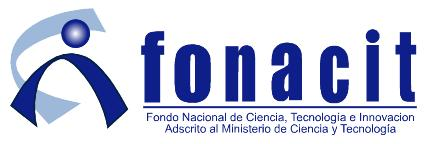 fonacit
Fondo Nacional de Ciencia, Tecnología e Innovacion
Adscrito al Ministerio de Ciencia y Tecnología